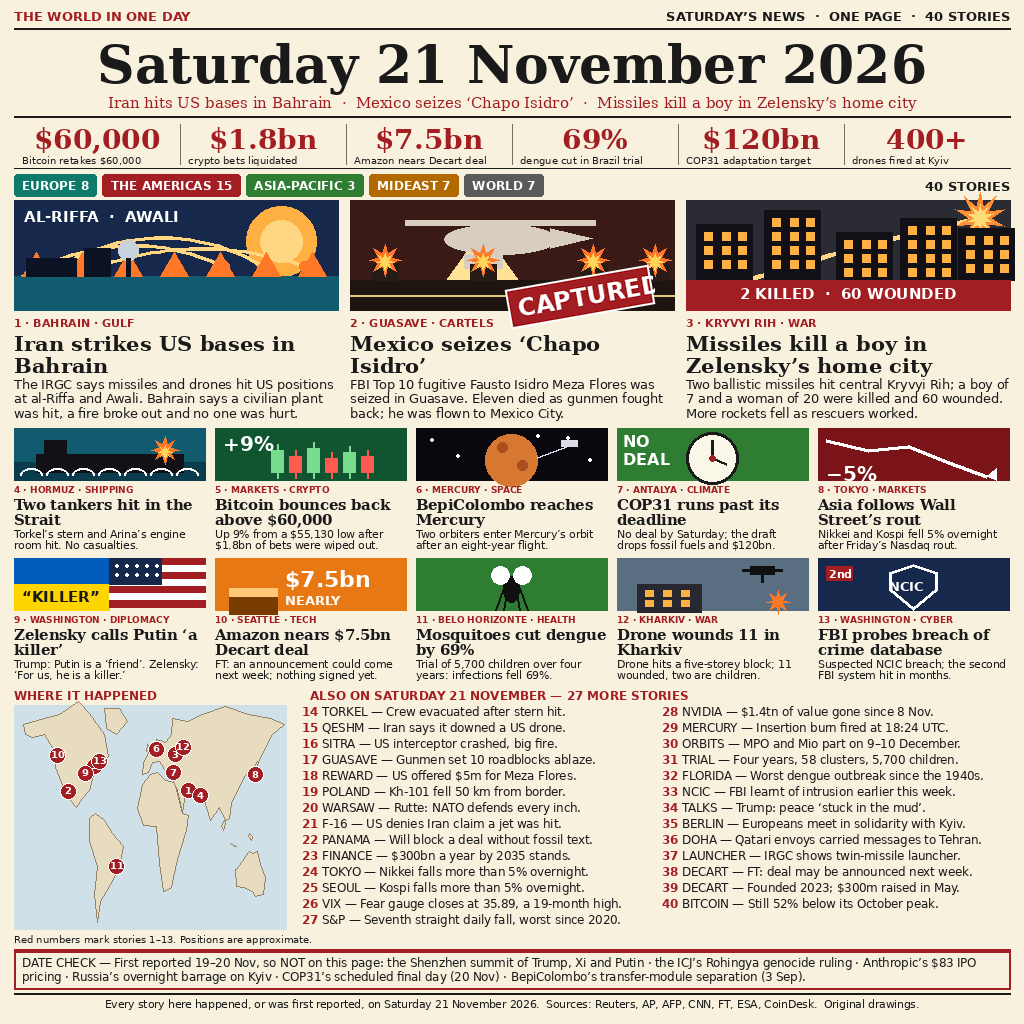 THE WORLD IN ONE DAY
SATURDAY’S NEWS · ONE PAGE · 40 STORIES
Saturday 21 November 2026
Iran hits US bases in Bahrain · Mexico seizes ‘Chapo Isidro’ · Missiles kill a boy in Zelensky’s home city
$60,000
Bitcoin retakes $60,000
$1.8bn
crypto bets liquidated
$7.5bn
Amazon nears Decart deal
69%
dengue cut in Brazil trial
$120bn
COP31 adaptation target
400+
drones fired at Kyiv
EUROPE 8
THE AMERICAS 15
ASIA-PACIFIC 3
MIDEAST 7
WORLD 7
40 STORIES
AL-RIFFA · AWALI
1 · BAHRAIN · GULF
Iran strikes US bases in
Bahrain
The IRGC says missiles and drones hit US positions
at al-Riffa and Awali. Bahrain says a civilian plant
was hit, a fire broke out and no one was hurt.
CAPTURED
2 · GUASAVE · CARTELS
Mexico seizes ‘Chapo
Isidro’
FBI Top 10 fugitive Fausto Isidro Meza Flores was
seized in Guasave. Eleven died as gunmen fought
back; he was flown to Mexico City.
2 KILLED · 60 WOUNDED
3 · KRYVYI RIH · WAR
Missiles kill a boy in
Zelensky’s home city
Two ballistic missiles hit central Kryvyi Rih; a boy of
7 and a woman of 20 were killed and 60 wounded.
More rockets fell as rescuers worked.
4 · HORMUZ · SHIPPING
Two tankers hit in the
Strait
Torkel’s stern and Arina’s engine
room hit. No casualties.
+9%
5 · MARKETS · CRYPTO
Bitcoin bounces back
above $60,000
Up 9% from a $55,130 low after
$1.8bn of bets were wiped out.
6 · MERCURY · SPACE
BepiColombo reaches
Mercury
Two orbiters enter Mercury’s orbit
after an eight-year flight.
NO
DEAL
7 · ANTALYA · CLIMATE
COP31 runs past its
deadline
No deal by Saturday; the draft
drops fossil fuels and $120bn.
−5%
8 · TOKYO · MARKETS
Asia follows Wall
Street’s rout
Nikkei and Kospi fell 5% overnight
after Friday’s Nasdaq rout.
“KILLER”
9 · WASHINGTON · DIPLOMACY
Zelensky calls Putin ‘a
killer’
Trump: Putin is a ‘friend’. Zelensky:
‘For us, he is a killer.’
$7.5bn
NEARLY
10 · SEATTLE · TECH
Amazon nears $7.5bn
Decart deal
FT: an announcement could come
next week; nothing signed yet.
11 · BELO HORIZONTE · HEALTH
Mosquitoes cut dengue
by 69%
Trial of 5,700 children over four
years: infections fell 69%.
12 · KHARKIV · WAR
Drone wounds 11 in
Kharkiv
Drone hits a five-storey block; 11
wounded, two are children.
2nd
NCIC
13 · WASHINGTON · CYBER
FBI probes breach of
crime database
Suspected NCIC breach; the second
FBI system hit in months.
WHERE IT HAPPENED
10
13
9
2
11
6
12
3
7
1
4
8
Red numbers mark stories 1–13. Positions are approximate.
ALSO ON SATURDAY 21 NOVEMBER — 27 MORE STORIES
14 TORKEL — Crew evacuated after stern hit.
15 QESHM — Iran says it downed a US drone.
16 SITRA — US interceptor crashed, big fire.
17 GUASAVE — Gunmen set 10 roadblocks ablaze.
18 REWARD — US offered $5m for Meza Flores.
19 POLAND — Kh-101 fell 50 km from border.
20 WARSAW — Rutte: NATO defends every inch.
21 F-16 — US denies Iran claim a jet was hit.
22 PANAMA — Will block a deal without fossil text.
23 FINANCE — $300bn a year by 2035 stands.
24 TOKYO — Nikkei falls more than 5% overnight.
25 SEOUL — Kospi falls more than 5% overnight.
26 VIX — Fear gauge closes at 35.89, a 19-month high.
27 S&P — Seventh straight daily fall, worst since 2020.
28 NVIDIA — $1.4tn of value gone since 8 Nov.
29 MERCURY — Insertion burn fired at 18:24 UTC.
30 ORBITS — MPO and Mio part on 9–10 December.
31 TRIAL — Four years, 58 clusters, 5,700 children.
32 FLORIDA — Worst dengue outbreak since the 1940s.
33 NCIC — FBI learnt of intrusion earlier this week.
34 TALKS — Trump: peace ‘stuck in the mud’.
35 BERLIN — Europeans meet in solidarity with Kyiv.
36 DOHA — Qatari envoys carried messages to Tehran.
37 LAUNCHER — IRGC shows twin-missile launcher.
38 DECART — FT: deal may be announced next week.
39 DECART — Founded 2023; $300m raised in May.
40 BITCOIN — Still 52% below its October peak.
DATE CHECK — First reported 19–20 Nov, so NOT on this page: the Shenzhen summit of Trump, Xi and Putin · the ICJ’s Rohingya genocide ruling · Anthropic’s $83 IPO
pricing · Russia’s overnight barrage on Kyiv · COP31’s scheduled final day (20 Nov) · BepiColombo’s transfer-module separation (3 Sep).
Every story here happened, or was first reported, on Saturday 21 November 2026. Sources: Reuters, AP, AFP, CNN, FT, ESA, CoinDesk. Original drawings.